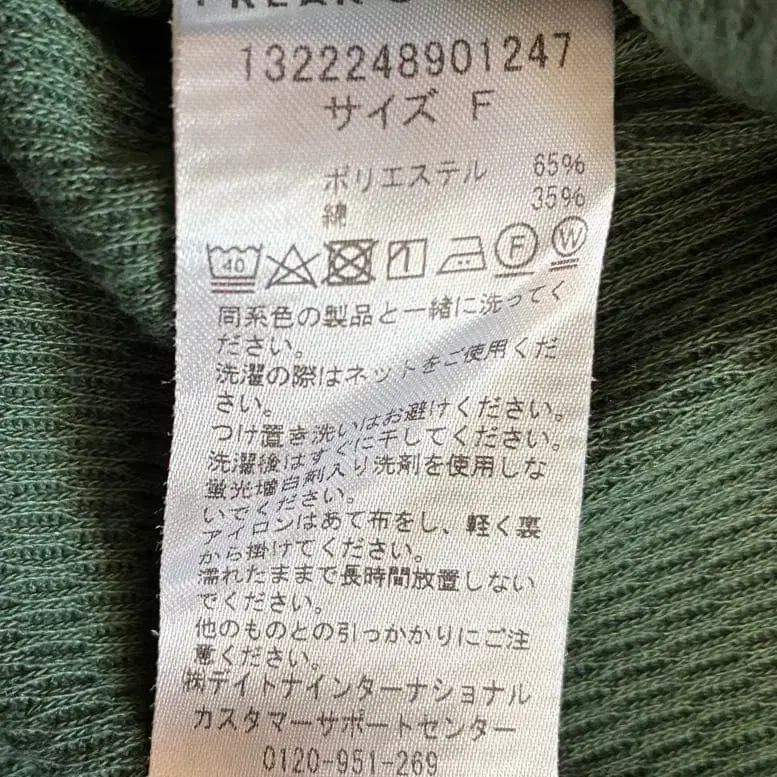 1322248901247
サイズ F
ポリエステル 65%
綿 35%
40 F W
同系色の製品と一緒に洗ってく
ださい。
洗濯の際はネットをご使用くだ
さい。
つけ置き洗いはお避けください。
洗濯後はすぐに干してください。
蛍光増白剤入り洗剤を使用しな
いでください。
アイロンはあて布をし、軽く裏
から掛けてください。
濡れたままで長時間放置しない
でください。
他のものとの引っかかりにご注
意ください。
㈱デイトナインターナショナル
カスタマーサポートセンター
0120-951-269